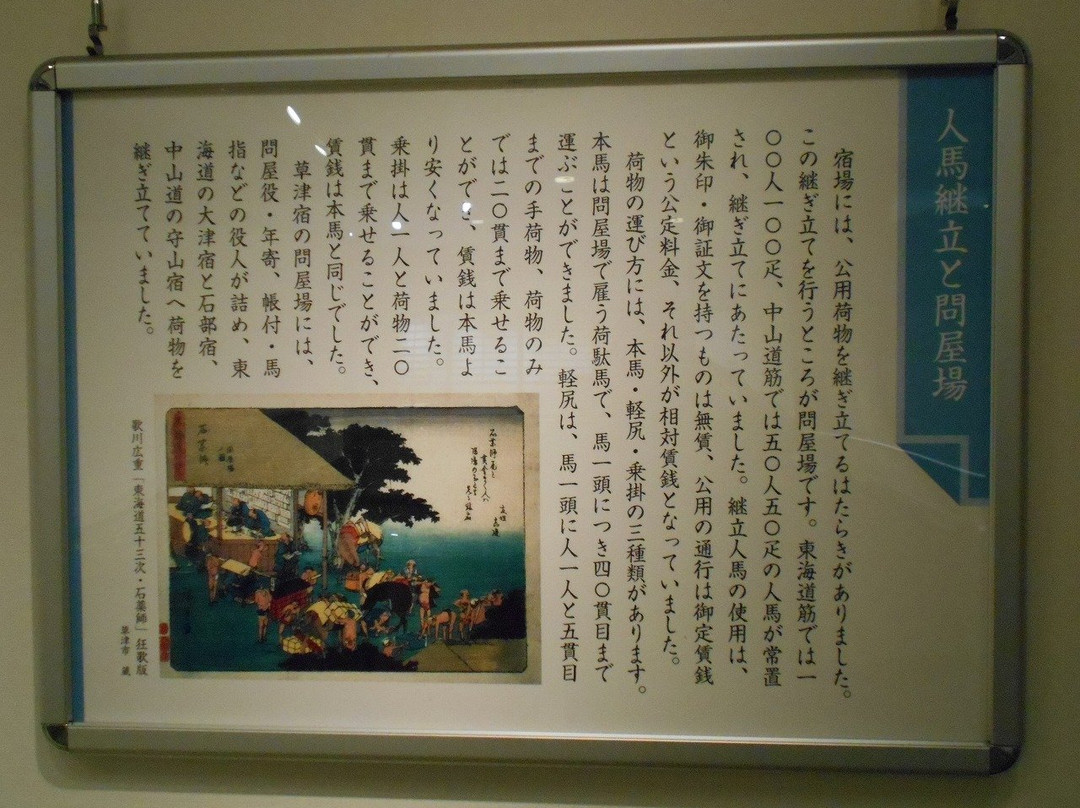 人馬継立と問屋場
宿場には、公用荷物を継ぎ立てるはたらきがありました。
この継ぎ立てを行うところが問屋場です。東海道筋では一
〇〇人一〇〇疋、中山道筋では五〇人五〇疋の人馬が常置
され、継ぎ立てにあたっていました。継立人馬の使用は、
御朱印・御証文を持つものは無賃、公用の通行は御定賃銭
という公定料金、それ以外が相対賃銭となっていました。
荷物の運び方には、本馬・軽尻・乗掛の三種類があります。
本馬は問屋場で雇う荷駄馬で、馬一頭につき四〇貫目まで
運ぶことができました。軽尻は、馬一頭に人一人と五貫目
までの手荷物、荷物のみ
では二〇貫まで乗せるこ
とができ、賃銭は本馬よ
り安くなっていました。
乗掛は人一人と荷物二〇
貫まで乗せることができ、
賃銭は本馬と同じでした。
草津宿の問屋場には、
問屋役・年寄、帳付・馬
指などの役人が詰め、東
海道の大津宿と石部宿、
中山道の守山宿へ荷物を
継ぎ立てていました。
石薬師
歌川広重「東海道五十三次・石薬師」狂歌版
草津市 蔵